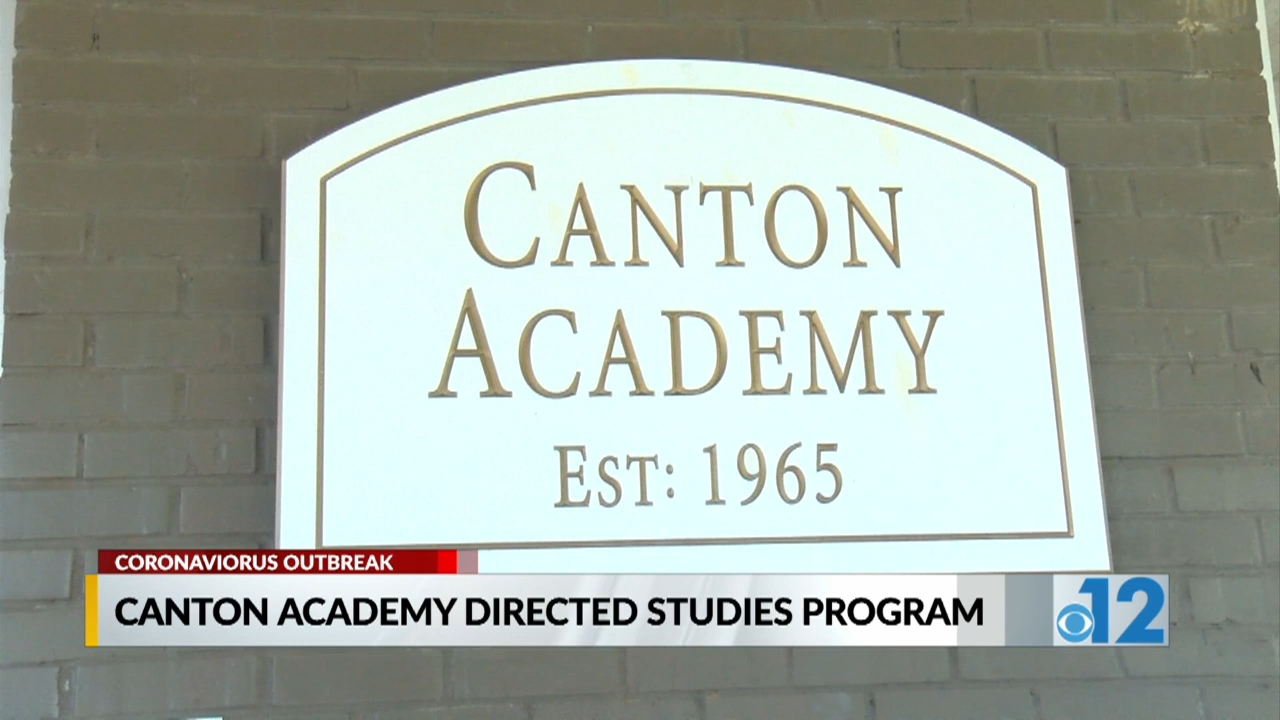 CANTON
ACADEMY
EST: 1965
CORONAVIORUS OUTBREAK
CANTON ACADEMY DIRECTED STUDIES PROGRAM
12